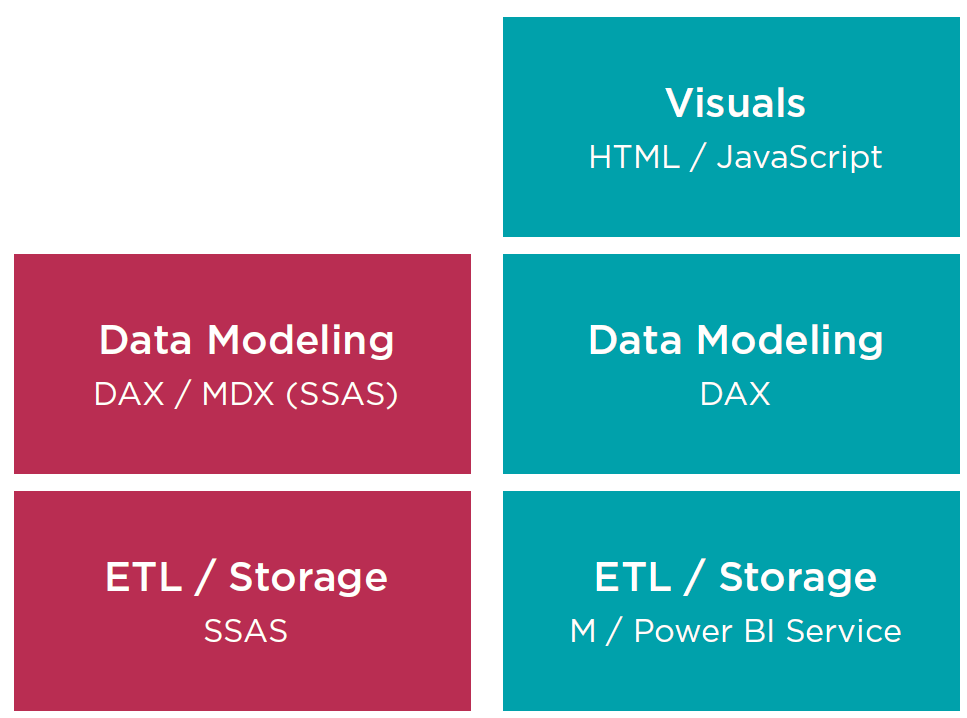 Visuals
HTML / JavaScript
Data Modeling
DAX / MDX (SSAS)
Data Modeling
DAX
ETL / Storage
SSAS
ETL / Storage
M / Power BI Service